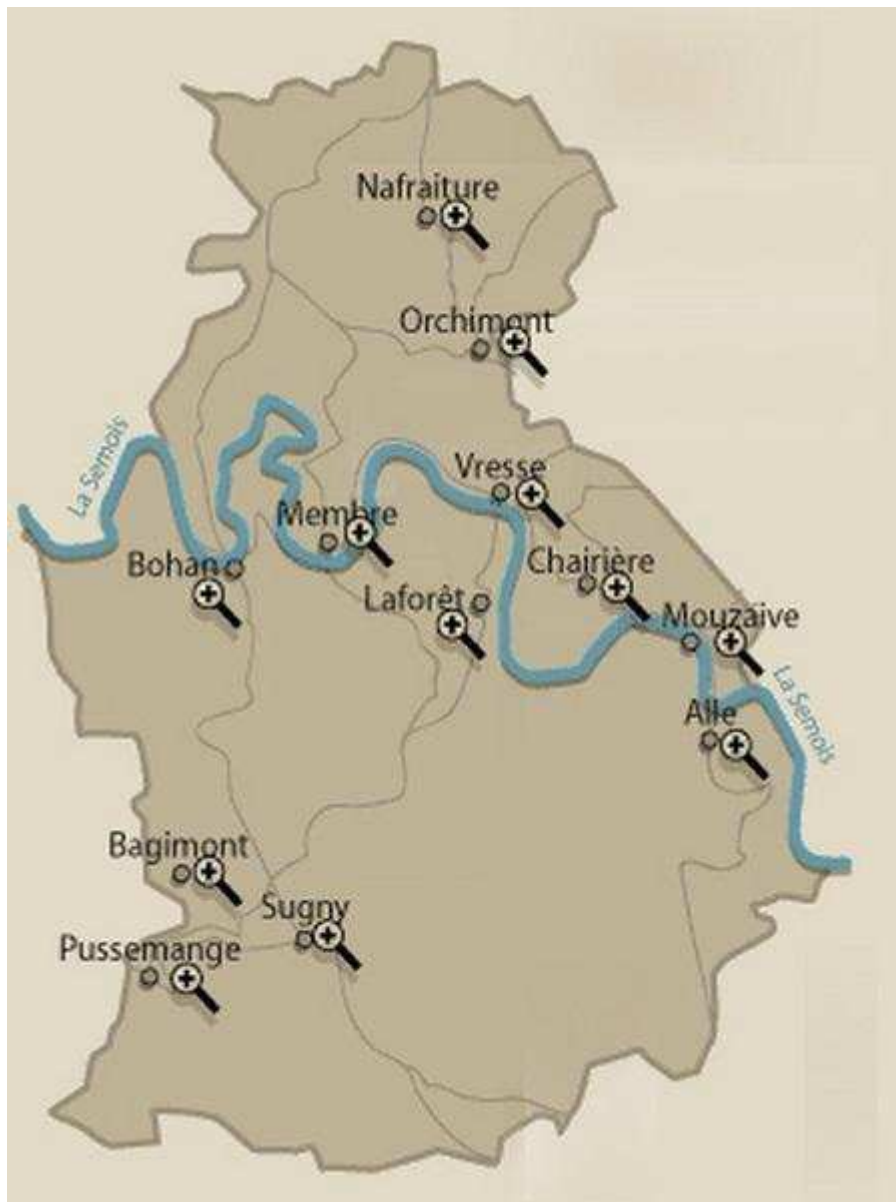 Nafraiture
Orchimont
La Semois
Vresse
Membre
Bohan
Chairière
Laforêt
Mouzaive
La Semois
Alle
Bagimont
Sugny
Pussemange